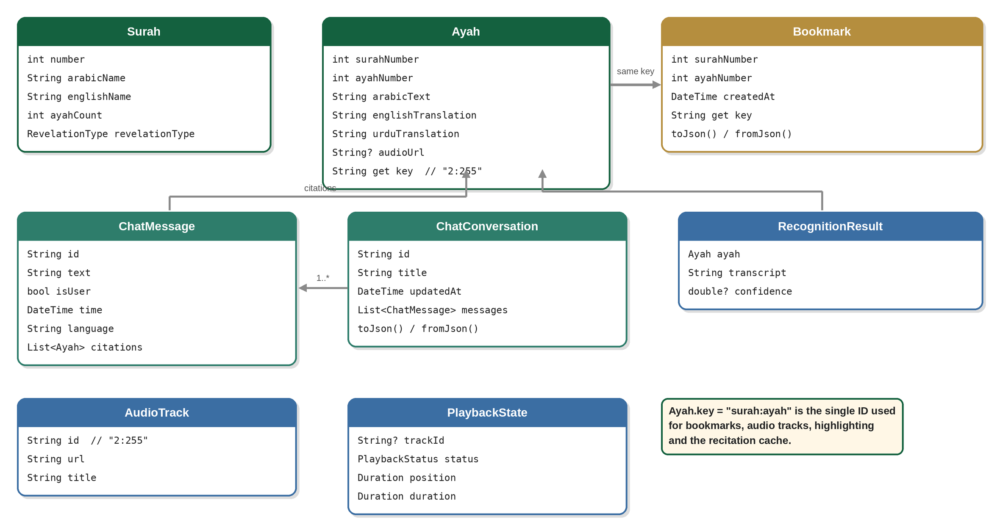 Surah
int number
String arabicName
String englishName
int ayahCount
RevelationType revelationType
Ayah
int surahNumber
int ayahNumber
String arabicText
String englishTranslation
String urduTranslation
String? audioUrl
String get key  // "2:255"
same key
Bookmark
int surahNumber
int ayahNumber
DateTime createdAt
String get key
toJson() / fromJson()
citations
ChatMessage
String id
String text
bool isUser
DateTime time
String language
List<Ayah> citations
1..*
ChatConversation
String id
String title
DateTime updatedAt
List<ChatMessage> messages
toJson() / fromJson()
RecognitionResult
Ayah ayah
String transcript
double? confidence
AudioTrack
String id  // "2:255"
String url
String title
PlaybackState
String? trackId
PlaybackStatus status
Duration position
Duration duration
Ayah.key = "surah:ayah" is the single ID used
for bookmarks, audio tracks, highlighting
and the recitation cache.